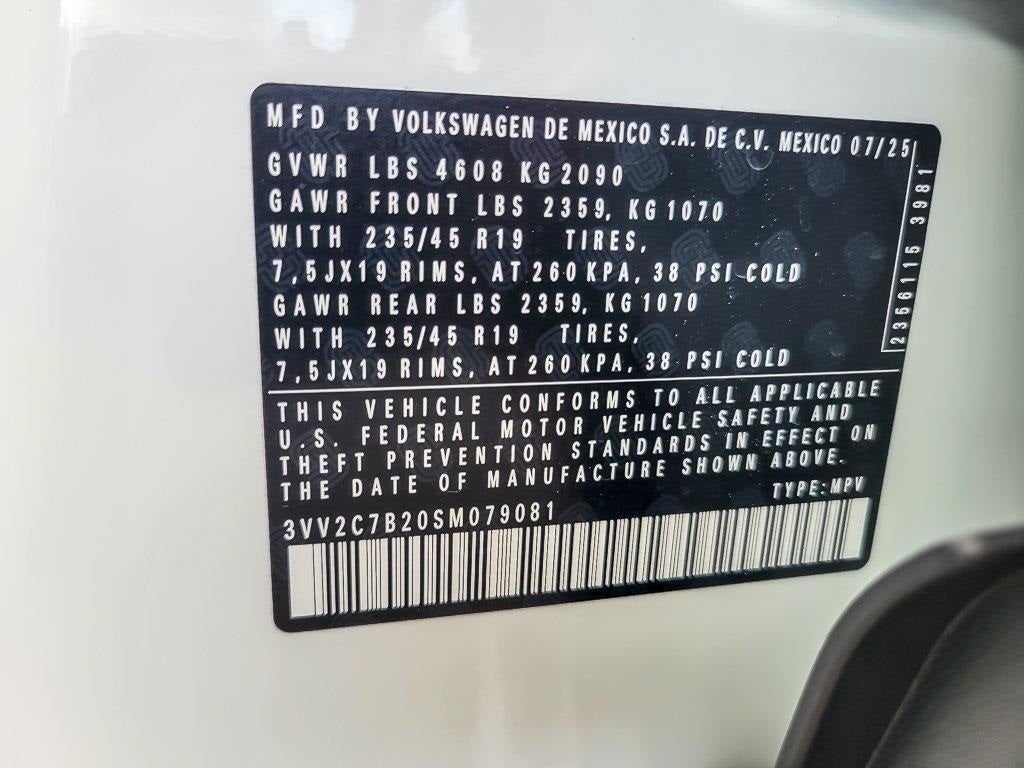 MFD BY VOLKSWAGEN DE MEXICO S.A. DE C.V. MEXICO 07/25
GVWR LBS 4608 KG 2090
GAWR FRONT LBS 2359, KG 1070
WITH 235/45 R19 TIRES,
7,5JX19 RIMS, AT 260 KPA, 38 PSI COLD
GAWR REAR LBS 2359, KG 1070
WITH 235/45 R19 TIRES,
7,5JX19 RIMS, AT 260 KPA, 38 PSI COLD
2356115 3981
THIS VEHICLE CONFORMS TO ALL APPLICABLE
U.S. FEDERAL MOTOR VEHICLE SAFETY AND
THEFT PREVENTION STANDARDS IN EFFECT ON
THE DATE OF MANUFACTURE SHOWN ABOVE.
TYPE: MPV
3VV2C7B20SM079081